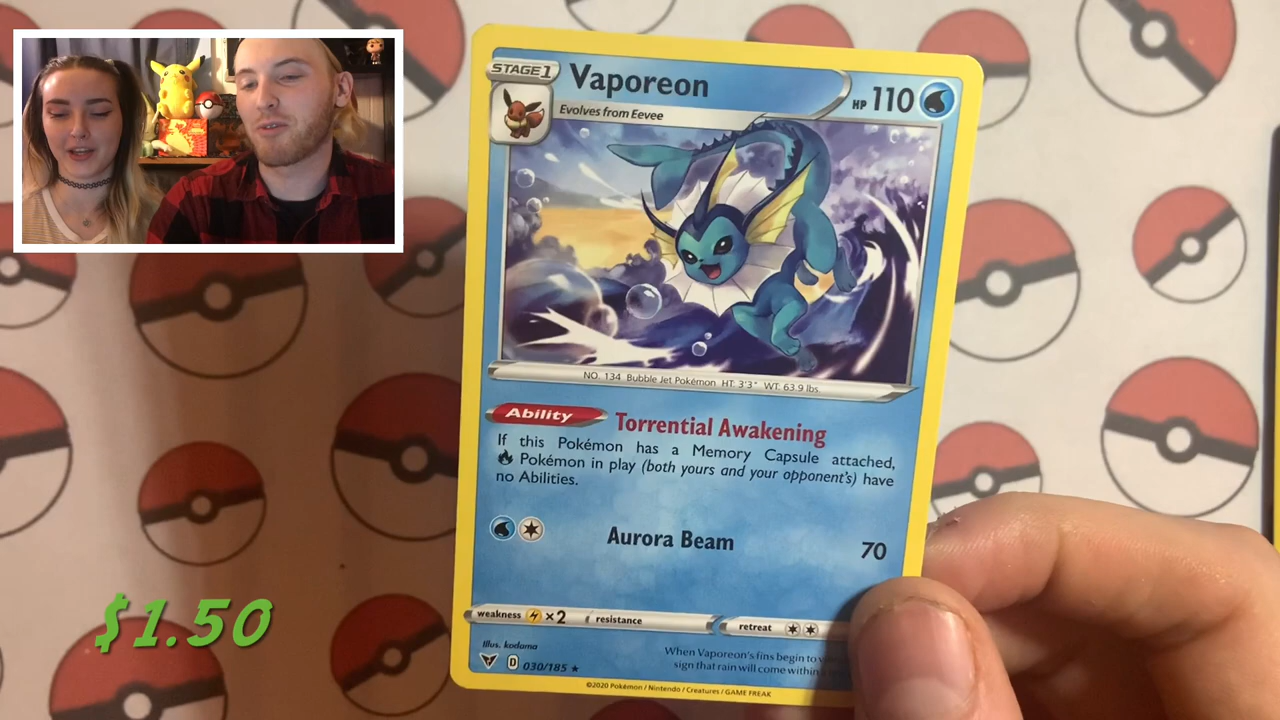 STAGE 1
Vaporeon
HP 110
Evolves from Eevee
NO. 134 Bubble Jet Pokémon HT: 3'3" WT: 63.9 lbs.
Ability Torrential Awakening
If this Pokémon has a Memory Capsule attached,
Pokémon in play (both yours and your opponent's) have
no Abilities.
Aurora Beam 70
weakness ×2 resistance retreat
Illus. kodama
When Vaporeon's fins begin to
sign that rain will come within
D 030/185
©2020 Pokémon / Nintendo / Creatures / GAME FREAK
$1.50